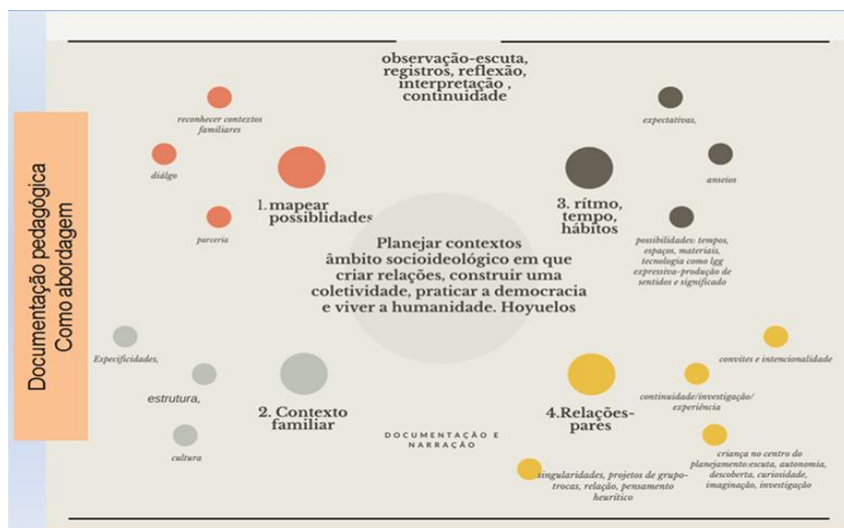 Documentação pedagógica
Como abordagem
observação-escuta,
registros, reflexão,
interpretação ,
continuidade
reconhecer contextos
familiares
diálgo
parceria
1. mapear
possiblidades
expectativas,
anseios
3. rítmo,
tempo,
hábitos
possibilidades: tempos,
espaços, materiais,
tecnologia como lgg
expressiva-produção de
sentidos e significado
Planejar contextos
âmbito socioideológico em que
criar relações, construir uma
coletividade, praticar a democracia
e viver a humanidade. Hoyuelos
Especificidades,
estrutura,
cultura
2. Contexto
familiar
DOCUMENTAÇÃO E
NARRAÇÃO
4.Relações-
pares
convites e intencionalidade
continuidade/investigação/
experiência
criança no centro do
planejamento:escuta, autonomia,
descoberta, curiosidade,
imaginação, investigação
singularidades, projetos de grupo-
trocas, relação, pensamento
heurítico